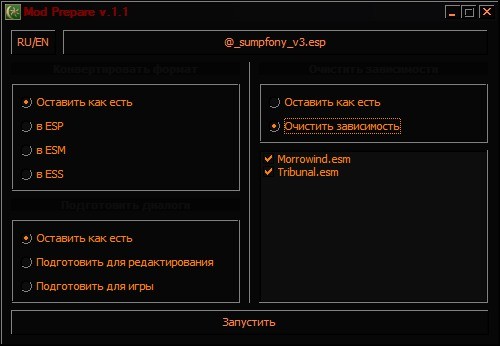 Mod Prepare v.1.1
RU/EN
@_sumpfony_v3.esp
Конвертировать формат
Оставить как есть
в ESP
в ESM
в ESS
Подготовить диалоги
Оставить как есть
Подготовить для редактирования
Подготовить для игры
Очистить зависимости
Оставить как есть
Очистить зависимость
Morrowind.esm
Tribunal.esm
Запустить